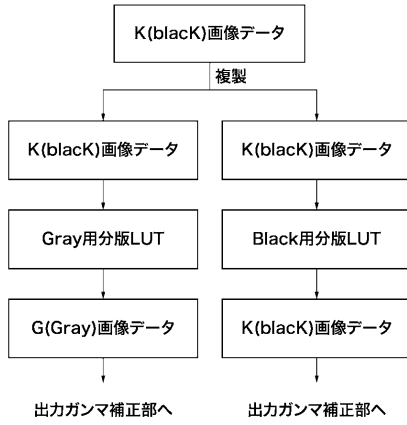 K(blacK)画像データ
複製
K(blacK)画像データ
K(blacK)画像データ
Gray用分版LUT
Black用分版LUT
G(Gray)画像データ
K(blacK)画像データ
出力ガンマ補正部へ
出力ガンマ補正部へ